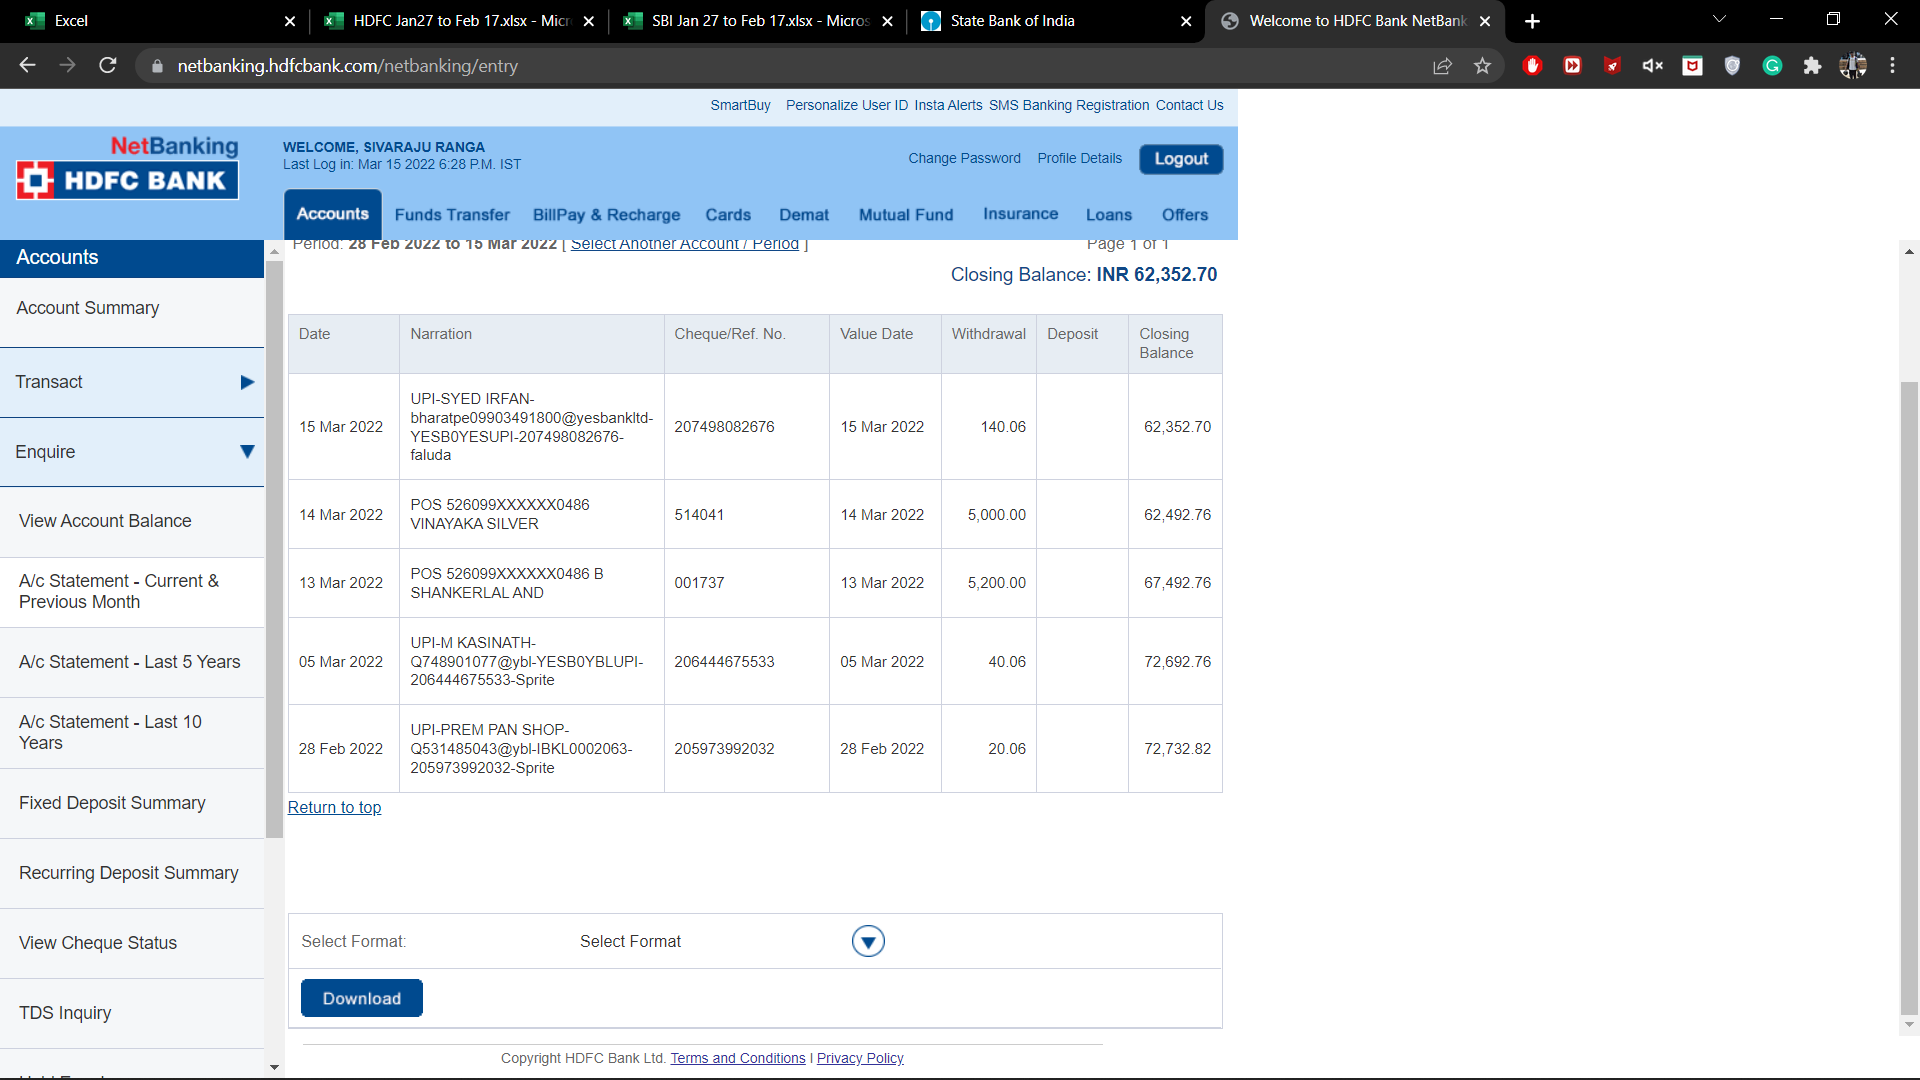 Excel
HDFC Jan27 to Feb 17.xlsx - Micr
SBI Jan 27 to Feb 17.xlsx - Micros
State Bank of India
Welcome to HDFC Bank NetBank
netbanking.hdfcbank.com/netbanking/entry
SmartBuy Personalize User ID Insta Alerts SMS Banking Registration Contact Us
NetBanking
HDFC BANK
WELCOME, SIVARAJU RANGA
Last Log in: Mar 15 2022 6:28 P.M. IST
Change Password Profile Details Logout
Accounts Funds Transfer BillPay & Recharge Cards Demat Mutual Fund Insurance Loans Offers
Accounts
Account Summary
Transact
Enquire
View Account Balance
A/c Statement - Current &
Previous Month
A/c Statement - Last 5 Years
A/c Statement - Last 10
Years
Fixed Deposit Summary
Recurring Deposit Summary
View Cheque Status
TDS Inquiry
Period: 28 Feb 2022 to 15 Mar 2022 [ Select Another Account / Period ] Page 1 of 1
Closing Balance: INR 62,352.70
Date Narration Cheque/Ref. No. Value Date Withdrawal Deposit Closing
Balance
UPI-SYED IRFAN-
bharatpe09903491800@yesbankltd-
15 Mar 2022 YESB0YESUPI-207498082676- 207498082676 15 Mar 2022 140.06 62,352.70
faluda
POS 526099XXXXXX0486
14 Mar 2022 VINAYAKA SILVER 514041 14 Mar 2022 5,000.00 62,492.76
POS 526099XXXXXX0486 B
13 Mar 2022 SHANKERLAL AND 001737 13 Mar 2022 5,200.00 67,492.76
UPI-M KASINATH-
05 Mar 2022 Q748901077@ybl-YESB0YBLUPI- 206444675533 05 Mar 2022 40.06 72,692.76
206444675533-Sprite
UPI-PREM PAN SHOP-
28 Feb 2022 Q531485043@ybl-IBKL0002063- 205973992032 28 Feb 2022 20.06 72,732.82
205973992032-Sprite
Return to top
Select Format: Select Format
Download
Copyright HDFC Bank Ltd. Terms and Conditions I Privacy Policy